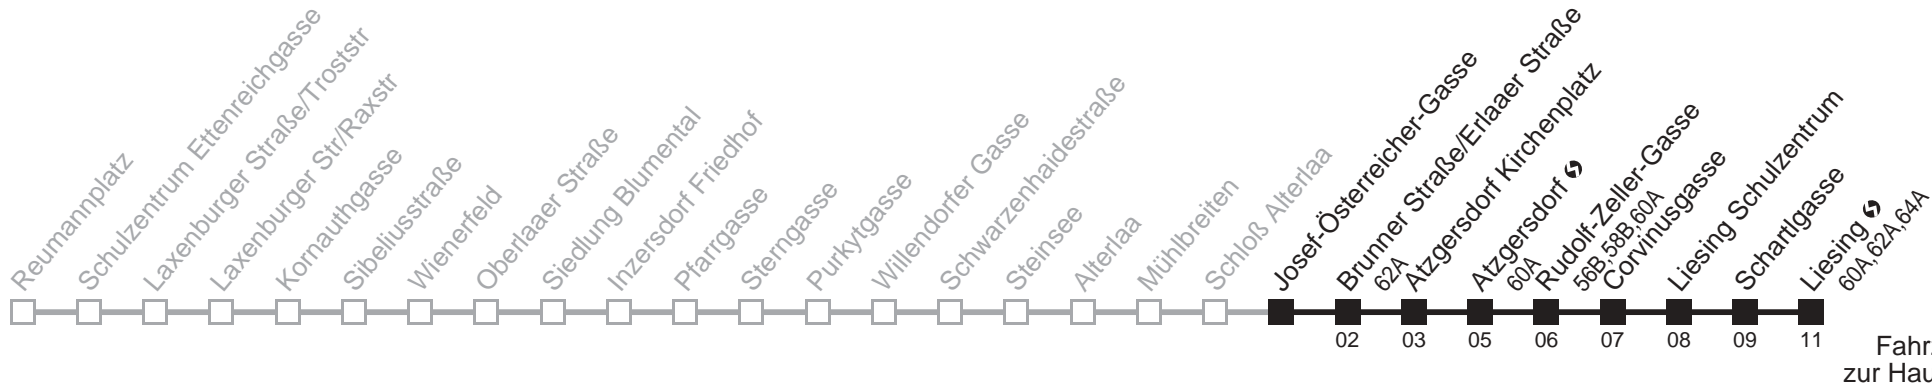 Reumannplatz
Schulzentrum Ettenreichgasse
Laxenburger Straße/Troststr
Laxenburger Str/Raxstr
Kornauthgasse
Sibeliusstraße
Wienerfeld
Oberlaaer Straße
Siedlung Blumental
Inzersdorf Friedhof
Pfarrgasse
Sterngasse
Purkytgasse
Willendorfer Gasse
Schwarzenhaidestraße
Steinsee
Alterlaa
Mühlbreiten
Schloß Alterlaa
Josef-Österreicher-Gasse
Brunner Straße/Erlaaer Straße
62A
Atzgersdorf Kirchenplatz
Atzgersdorf
60A
Rudolf-Zeller-Gasse
56B,58B,60A
Corvinusgasse
Liesing Schulzentrum
Schartlgasse
Liesing
60A,62A,64A
02 03 05 06 07 08 09 11
Fahr
zur Hau